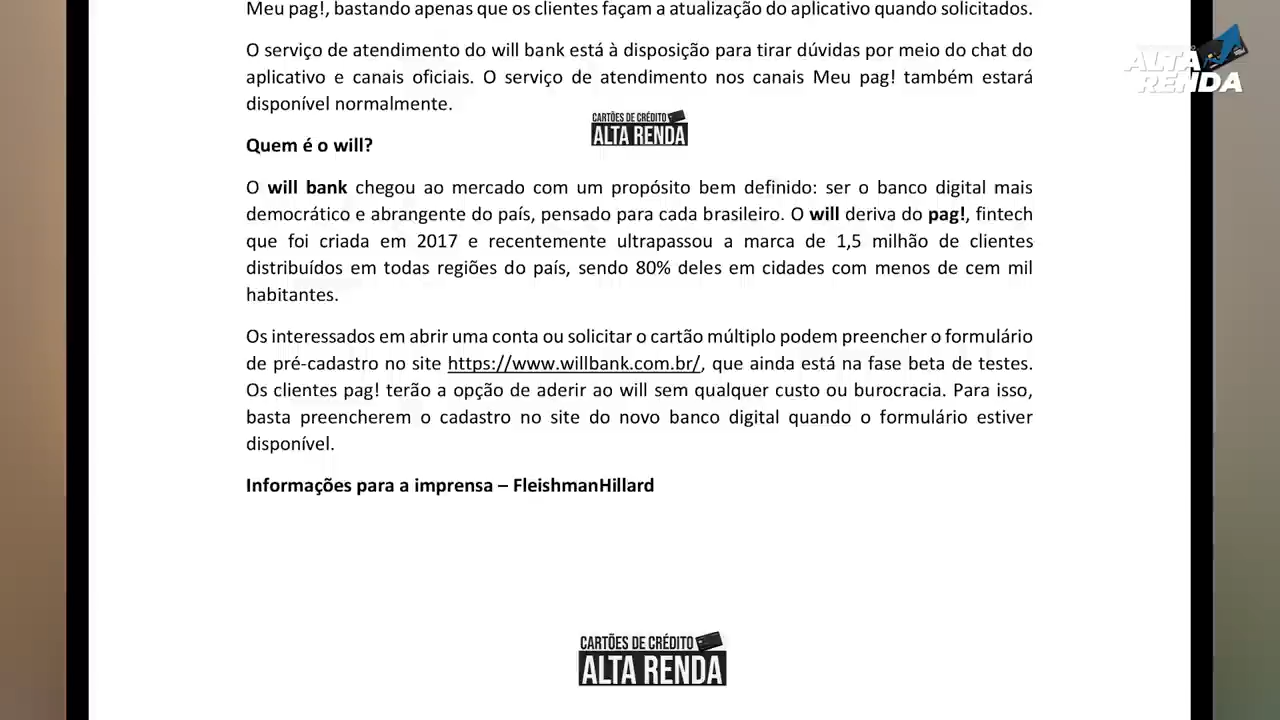 Meu pag!, bastando apenas que os clientes façam a atualização do aplicativo quando solicitados.
O serviço de atendimento do will bank está à disposição para tirar dúvidas por meio do chat do
aplicativo e canais oficiais. O serviço de atendimento nos canais Meu pag! também estará
disponível normalmente.
ALTA
RENDA
CARTÕES DE CRÉDITO
ALTA RENDA
Quem é o will?
O will bank chegou ao mercado com um propósito bem definido: ser o banco digital mais
democrático e abrangente do país, pensado para cada brasileiro. O will deriva do pag!, fintech
que foi criada em 2017 e recentemente ultrapassou a marca de 1,5 milhão de clientes
distribuídos em todas regiões do país, sendo 80% deles em cidades com menos de cem mil
habitantes.
Os interessados em abrir uma conta ou solicitar o cartão múltiplo podem preencher o formulário
de pré-cadastro no site https://www.willbank.com.br/, que ainda está na fase beta de testes.
Os clientes pag! terão a opção de aderir ao will sem qualquer custo ou burocracia. Para isso,
basta preencherem o cadastro no site do novo banco digital quando o formulário estiver
disponível.
Informações para a imprensa – FleishmanHillard
CARTÕES DE CRÉDITO
ALTA RENDA